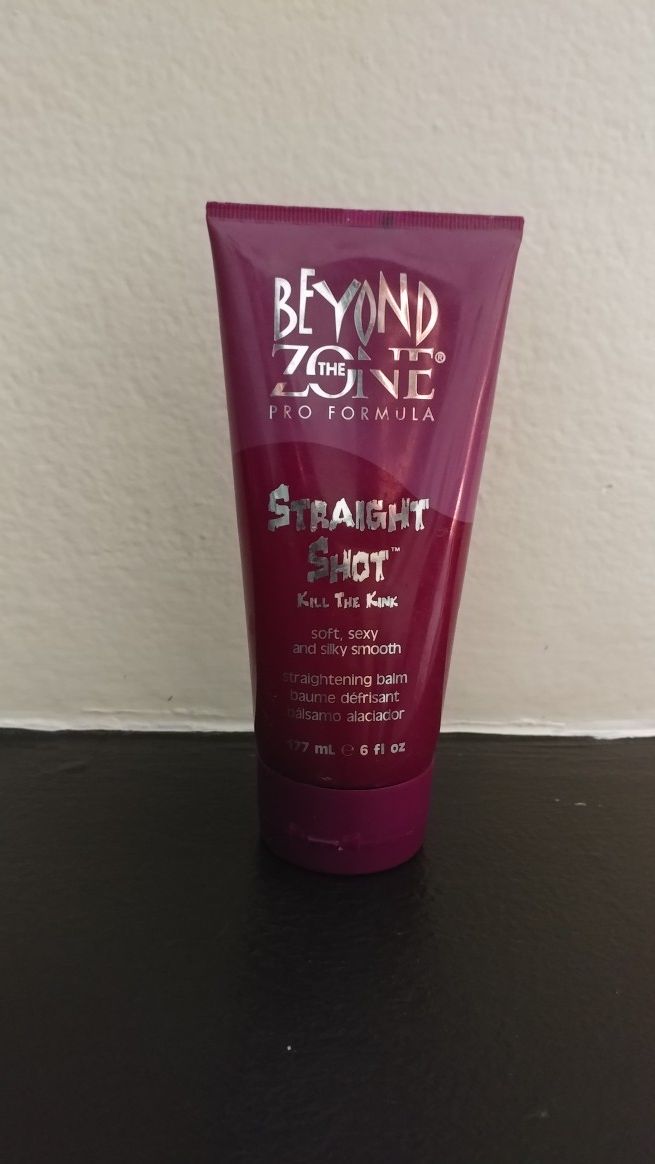 BEYOND
THE ZONE®
PRO FORMULA
STRAIGHT
SHOT™
KILL THE KINK
soft, sexy
and silky smooth
straightening balm
baume défrisant
bálsamo alaciador
177 mL ℮ 6 fl oz